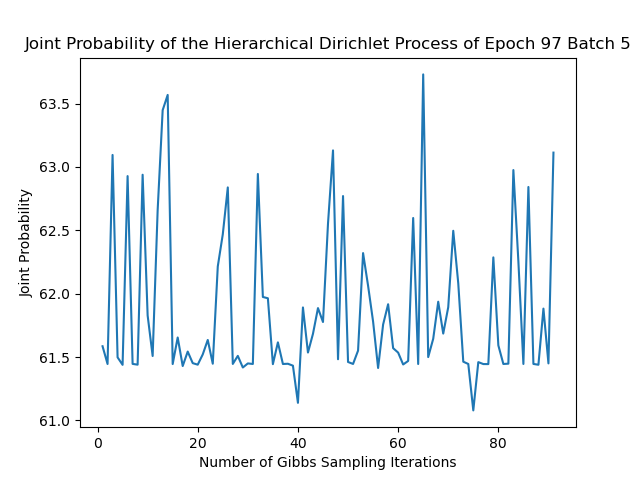 Joint Probability of the Hierarchical Dirichlet Process of Epoch 97 Batch 5
63.5
63.0
62.5
62.0
61.5
61.0
Joint Probability
0 20 40 60 80
Number of Gibbs Sampling Iterations